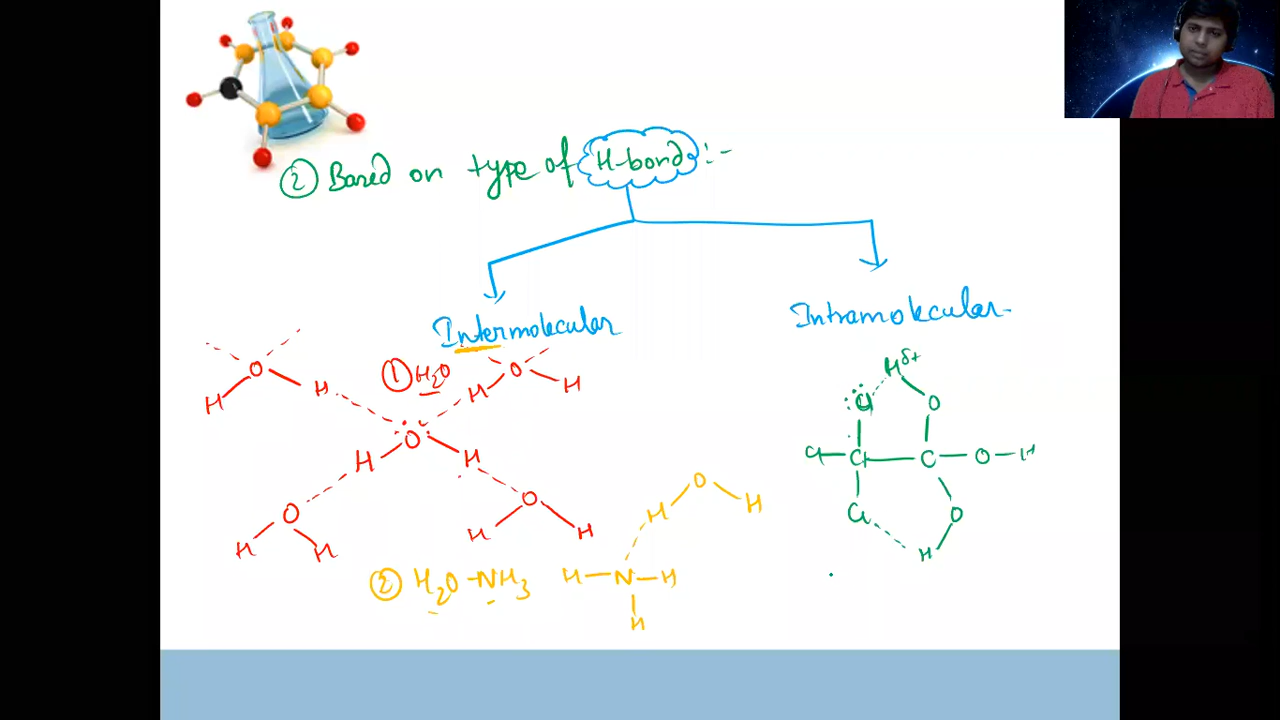 ② Based on type of H-bond :-
Intermolecular
Intramolecular
① H₂O
O H H
O H H
O H H
O H H
O H H
② H₂O - NH₃
H O H
H N H
H
H δ+
Cl O
Cl C C O H
Cl O
H